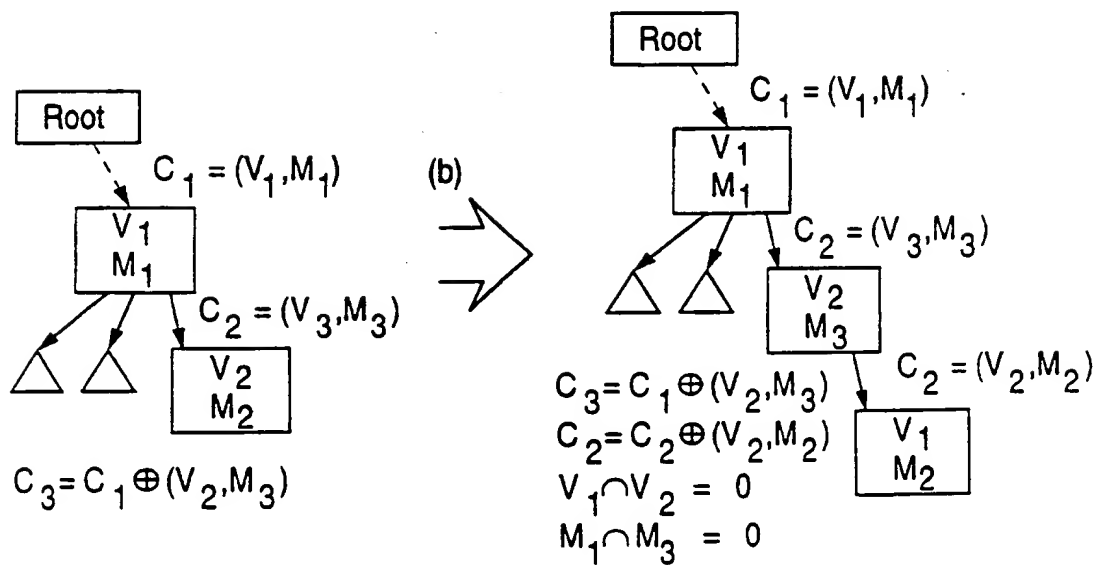 Root
C₁ = (V₁,M₁)
V₁
M₁
C₂ = (V₃,M₃)
V₂
M₂
C₃=C₁⊕(V₂,M₃)
(b)
Root
C₁ = (V₁,M₁)
V₁
M₁
C₂ = (V₃,M₃)
V₂
M₃
C₂ = (V₂,M₂)
V₁
M₂
C₃=C₁⊕(V₂,M₃)
C₂=C₂⊕(V₂,M₂)
V₁∩V₂ = 0
M₁∩M₃ = 0